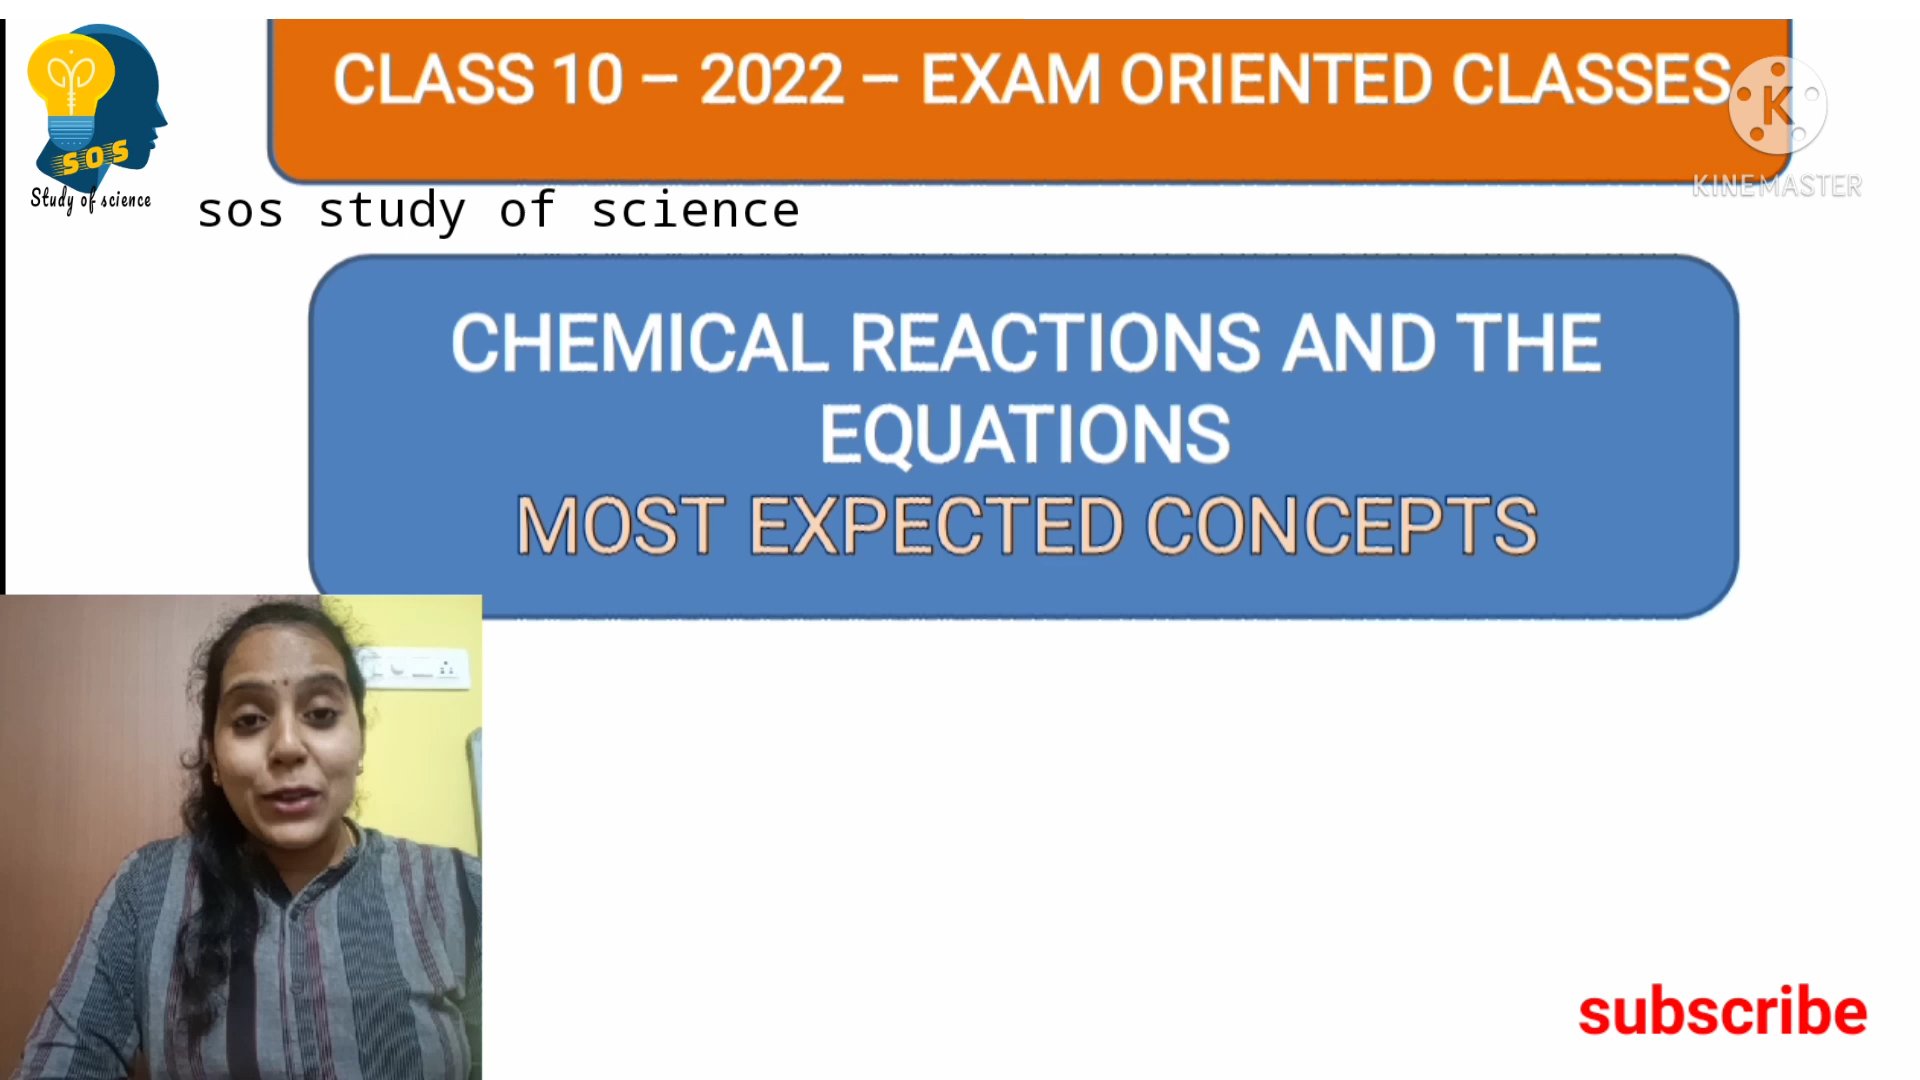 CLASS 10 – 2022 – EXAM ORIENTED CLASSES
K
KINEMASTER
SOS
Study of science
sos study of science
CHEMICAL REACTIONS AND THE
EQUATIONS
MOST EXPECTED CONCEPTS
subscribe